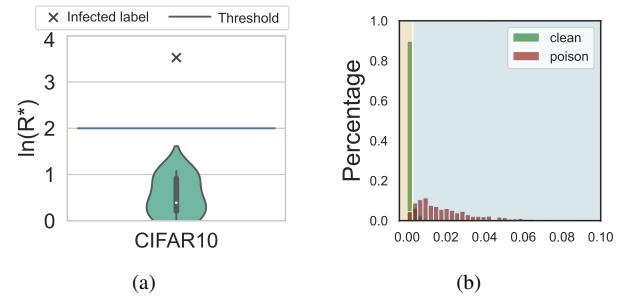 Infected label
Threshold
ln(R*)
4
3
2
1
0
CIFAR10
(a)
Percentage
1.0
0.8
0.6
0.4
0.2
0.0
clean
poison
0.00 0.02 0.04 0.06 0.08 0.10
(b)